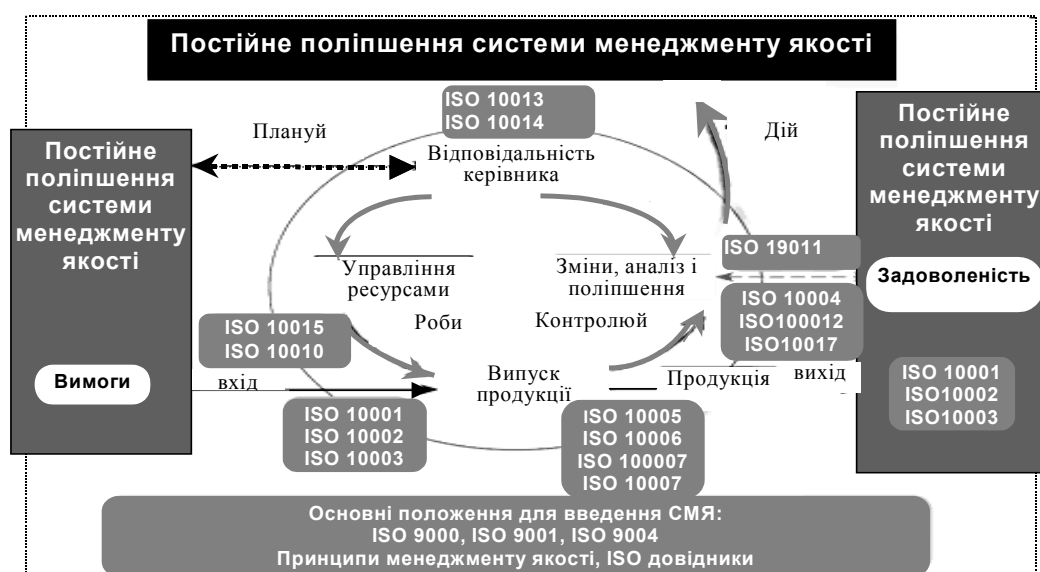 Постійне поліпшення системи менеджменту якості
ISO 10013
ISO 10014
Плануй
Дій
Постійне
поліпшення
системи
менеджменту
якості
Вимоги
Відповідальність
керівника
Управління
ресурсами
Зміни, аналіз і
поліпшення
Роби
Контролюй
ISO 19011
ISO 10004
ISO100012
ISO10017
ISO 10015
ISO 10010
вхід
Випуск
продукції
Продукція
вихід
ISO 10001
ISO 10002
ISO 10003
ISO 10005
ISO 10006
ISO 100007
ISO 10007
Постійне
поліпшення
системи
менеджменту
якості
Задоволеність
ISO 10001
ISO10002
ISO10003
Основні положення для введення СМЯ:
ISO 9000, ISO 9001, ISO 9004
Принципи менеджменту якості, ISO довідники